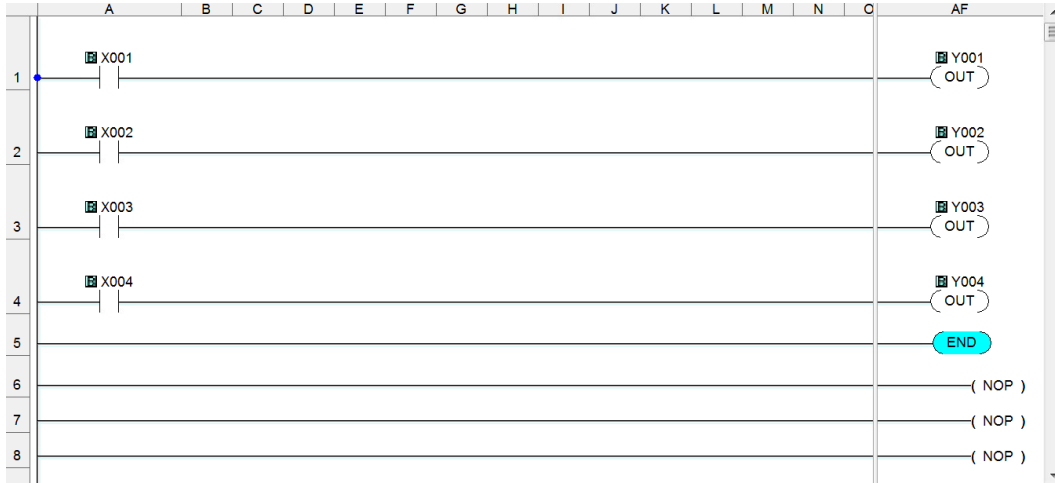 A B C D E F G H I J K L M N O AF
B X001 B Y001
1 OUT
B X002 B Y002
2 OUT
B X003 B Y003
3 OUT
B X004 B Y004
4 OUT
5 END
6 ( NOP )
7 ( NOP )
8 ( NOP )